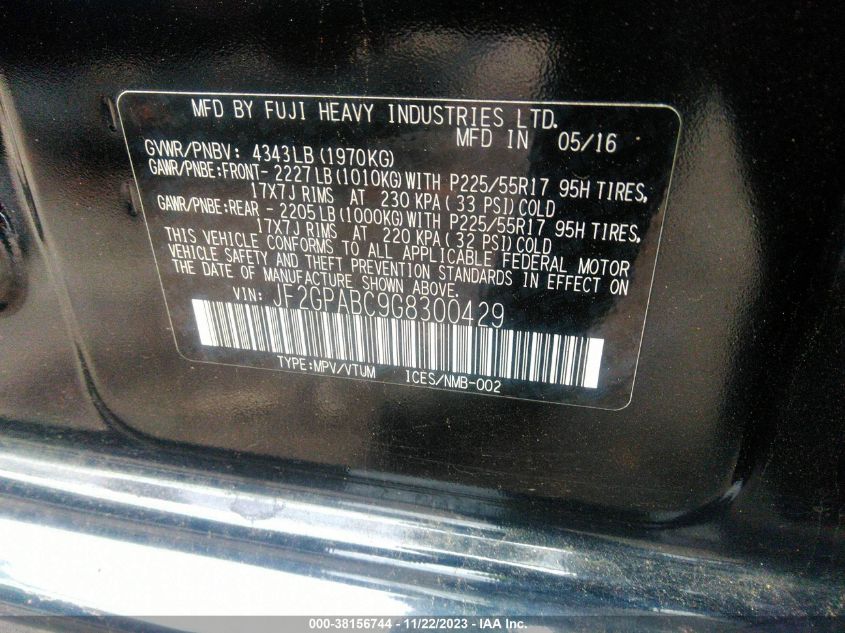 MFD BY FUJI HEAVY INDUSTRIES LTD.
MFD IN 05/16
GVWR/PNBV: 4343LB (1970KG)
GAWR/PNBE:FRONT- 2227LB(1010KG)WITH P225/55R17 95H TIRES,
17X7J RIMS AT 230 KPA( 33 PSI)COLD
GAWR/PNBE:REAR - 2205LB(1000KG)WITH P225/55R17 95H TIRES,
17X7J RIMS AT 220 KPA( 32 PSI)COLD
THIS VEHICLE CONFORMS TO ALL APPLICABLE FEDERAL MOTOR
VEHICLE SAFETY AND THEFT PREVENTION STANDARDS IN EFFECT ON
THE DATE OF MANUFACTURE SHOWN ABOVE.
VIN: JF2GPABC9G8300429
TYPE:MPV/VTUM ICES/NMB-002
000-38156744 - 11/22/2023 - IAA Inc.